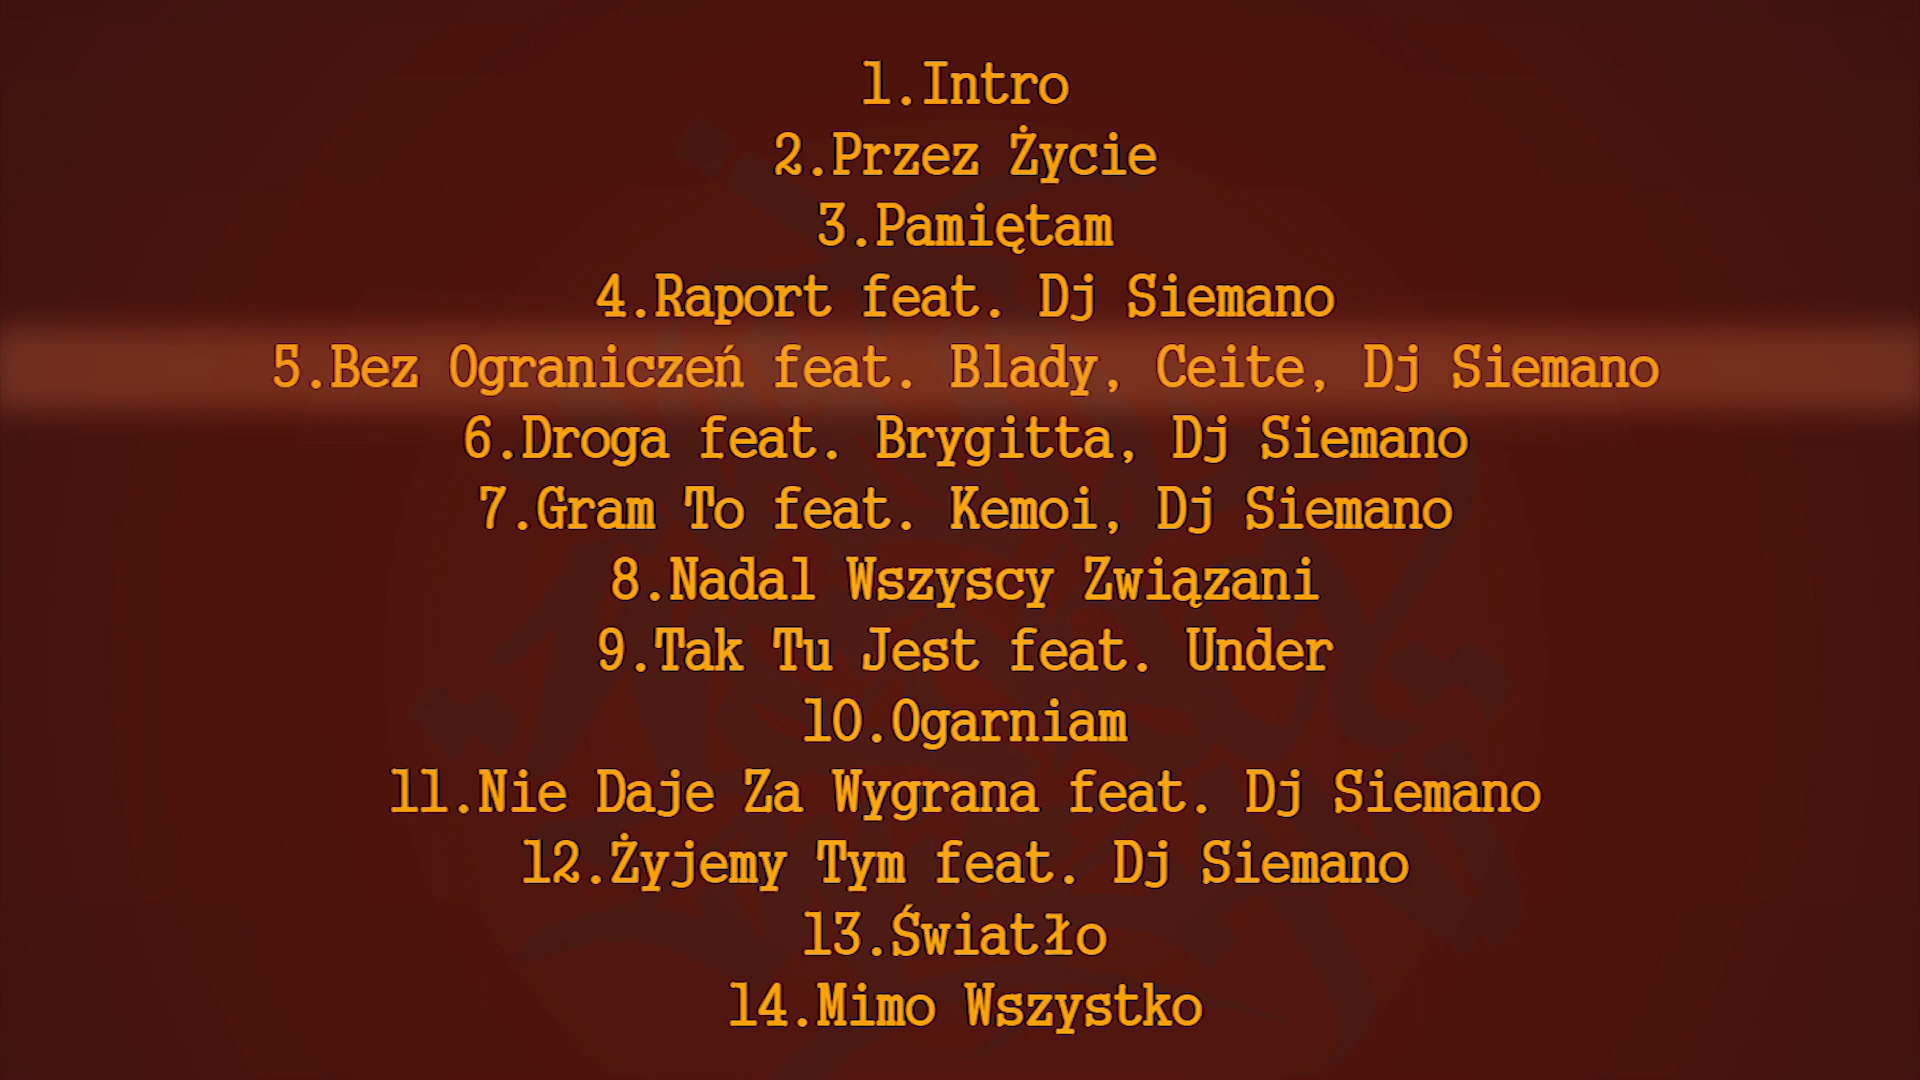 1.Intro
2.Przez Życie
3.Pamiętam
4.Raport feat. Dj Siemano
5.Bez Ograniczeń feat. Blady, Ceite, Dj Siemano
6.Droga feat. Brygitta, Dj Siemano
7.Gram To feat. Kemoi, Dj Siemano
8.Nadal Wszyscy Związani
9.Tak Tu Jest feat. Under
10.Ogarniam
11.Nie Daje Za Wygrana feat. Dj Siemano
12.Żyjemy Tym feat. Dj Siemano
13.Światło
14.Mimo Wszystko